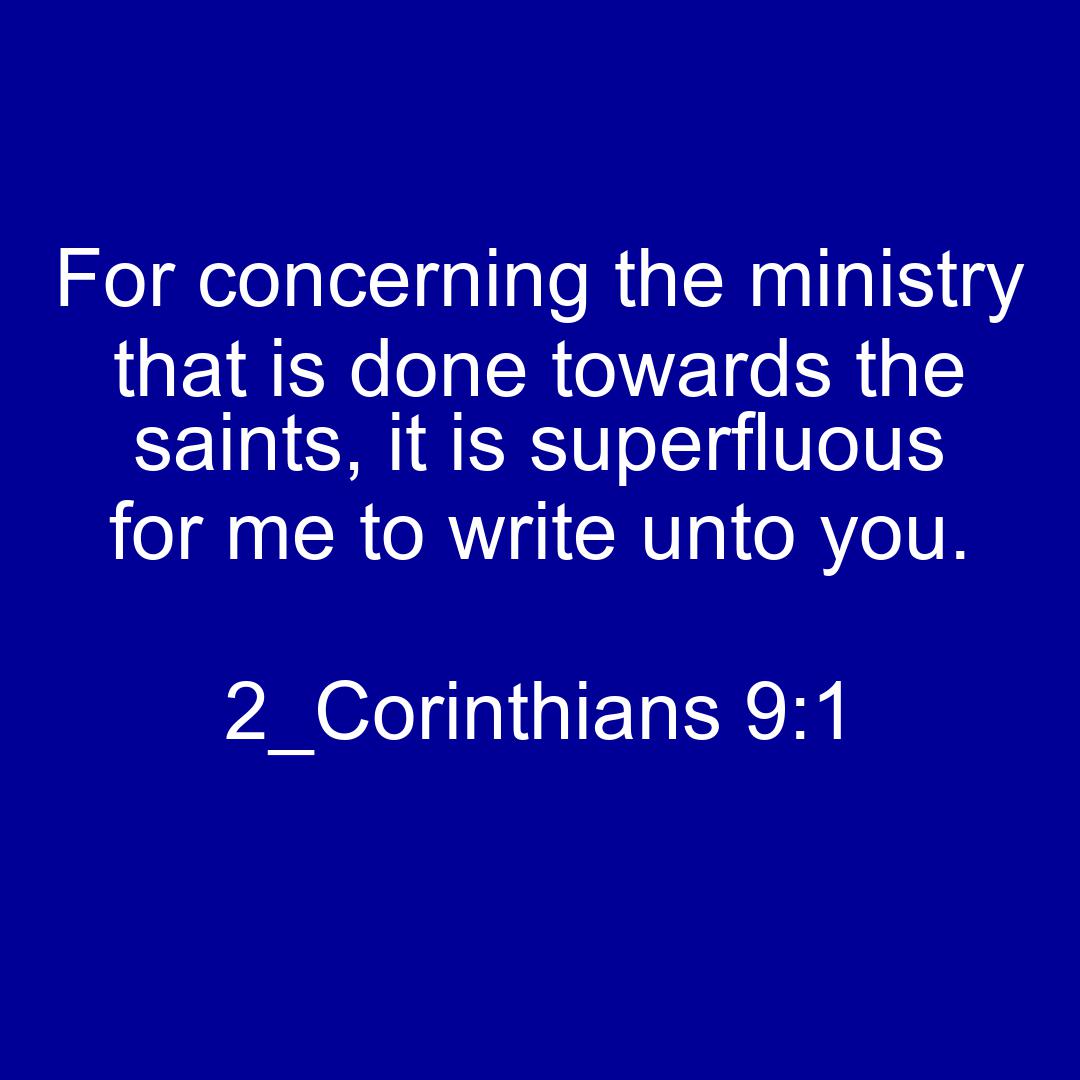 For concerning the ministry
that is done towards the
saints, it is superfluous
for me to write unto you.
2_Corinthians 9:1